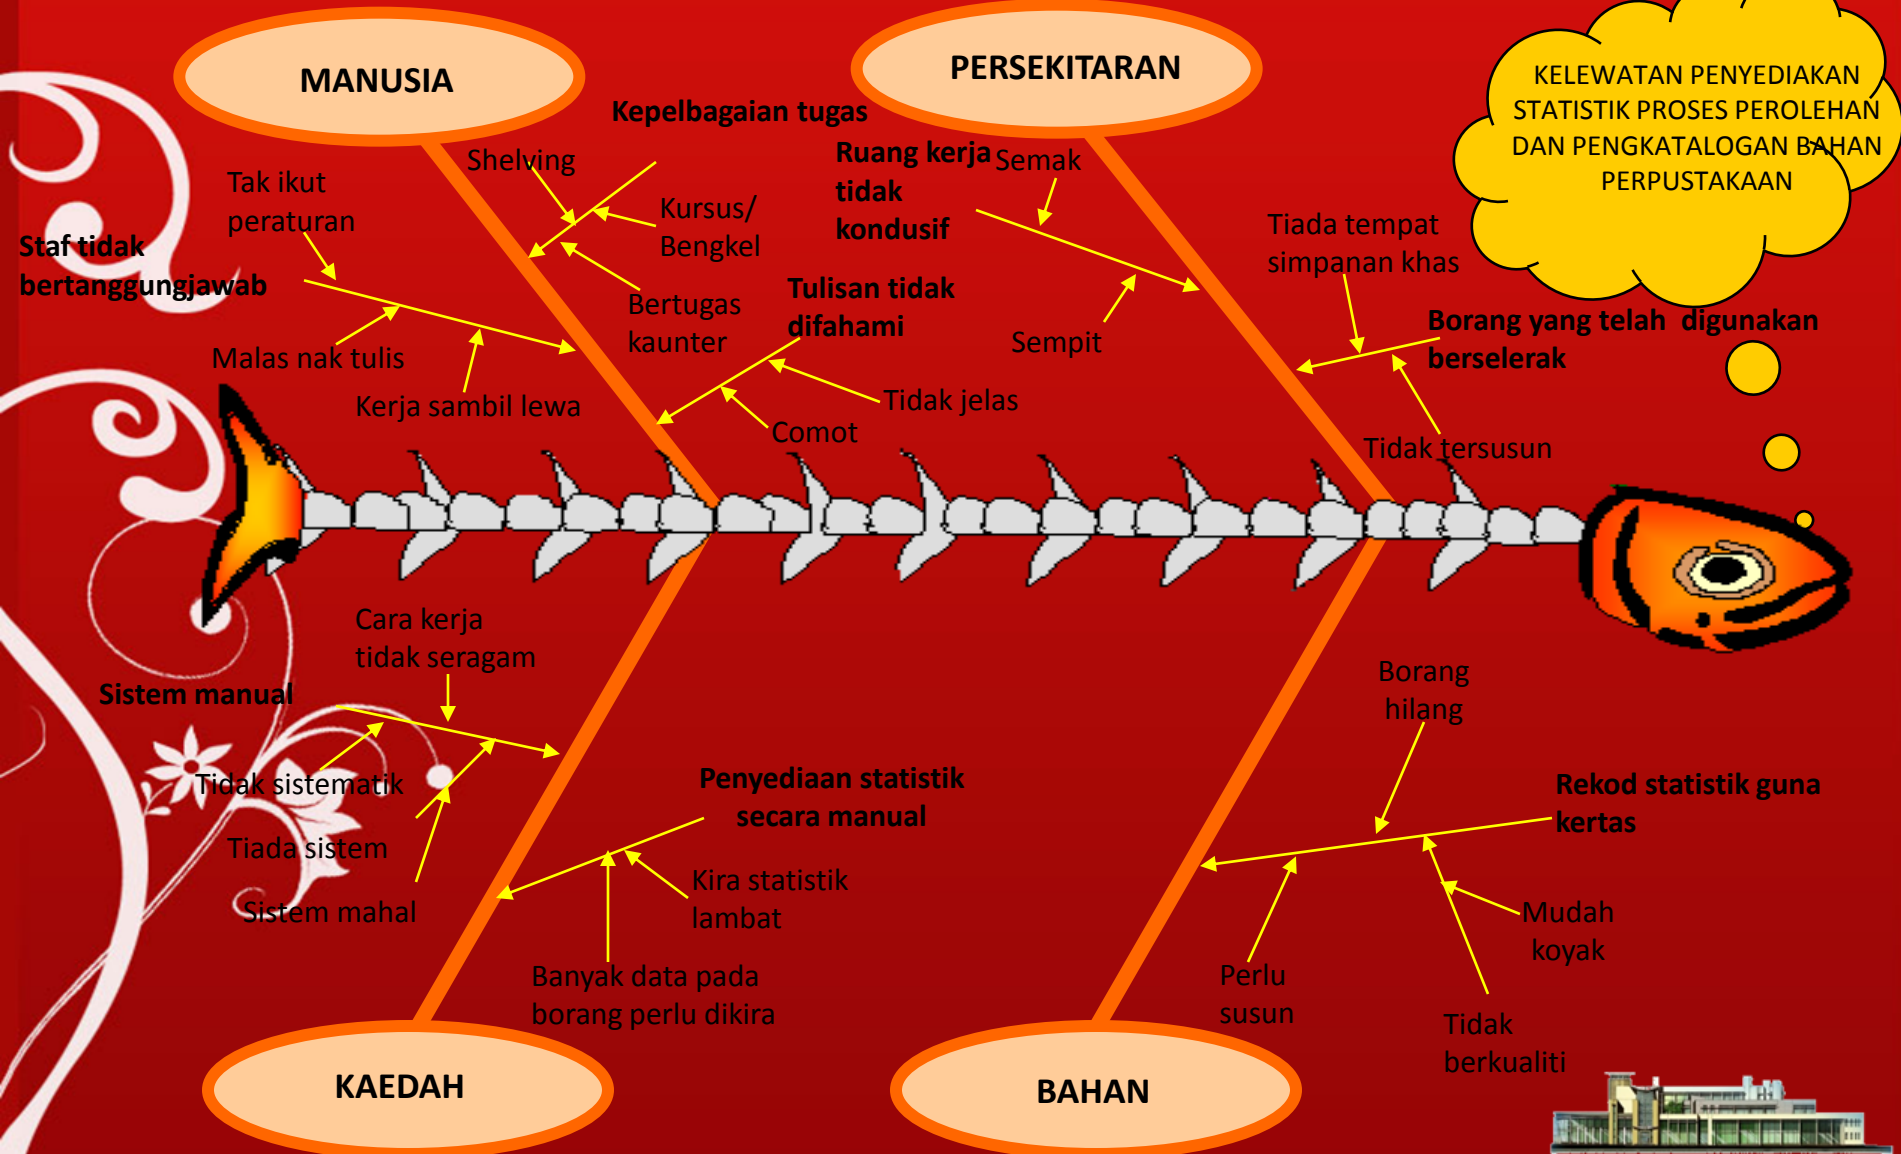 MANUSIA
PERSEKITARAN
KELEWATAN PENYEDIAKAN
STATISTIK PROSES PEROLEHAN
DAN PENGKATALOGAN BAHAN
PERPUSTAKAAN
Kepelbagaian tugas
Shelving
Kursus/
Bengkel
Bertugas
kaunter
Tak ikut
peraturan
Staf tidak
bertanggungjawab
Malas nak tulis
Kerja sambil lewa
Tulisan tidak
difahami
Tidak jelas
Comot
Ruang kerja
tidak
kondusif
Semak
Sempit
Tiada tempat
simpanan khas
Borang yang telah  digunakan
berselerak
Tidak tersusun
Cara kerja
tidak seragam
Sistem manual
Tidak sistematik
Tiada sistem
Sistem mahal
Penyediaan statistik
secara manual
Kira statistik
lambat
Banyak data pada
borang perlu dikira
Borang
hilang
Rekod statistik guna
kertas
Mudah
koyak
Perlu
susun
Tidak
berkualiti
KAEDAH
BAHAN